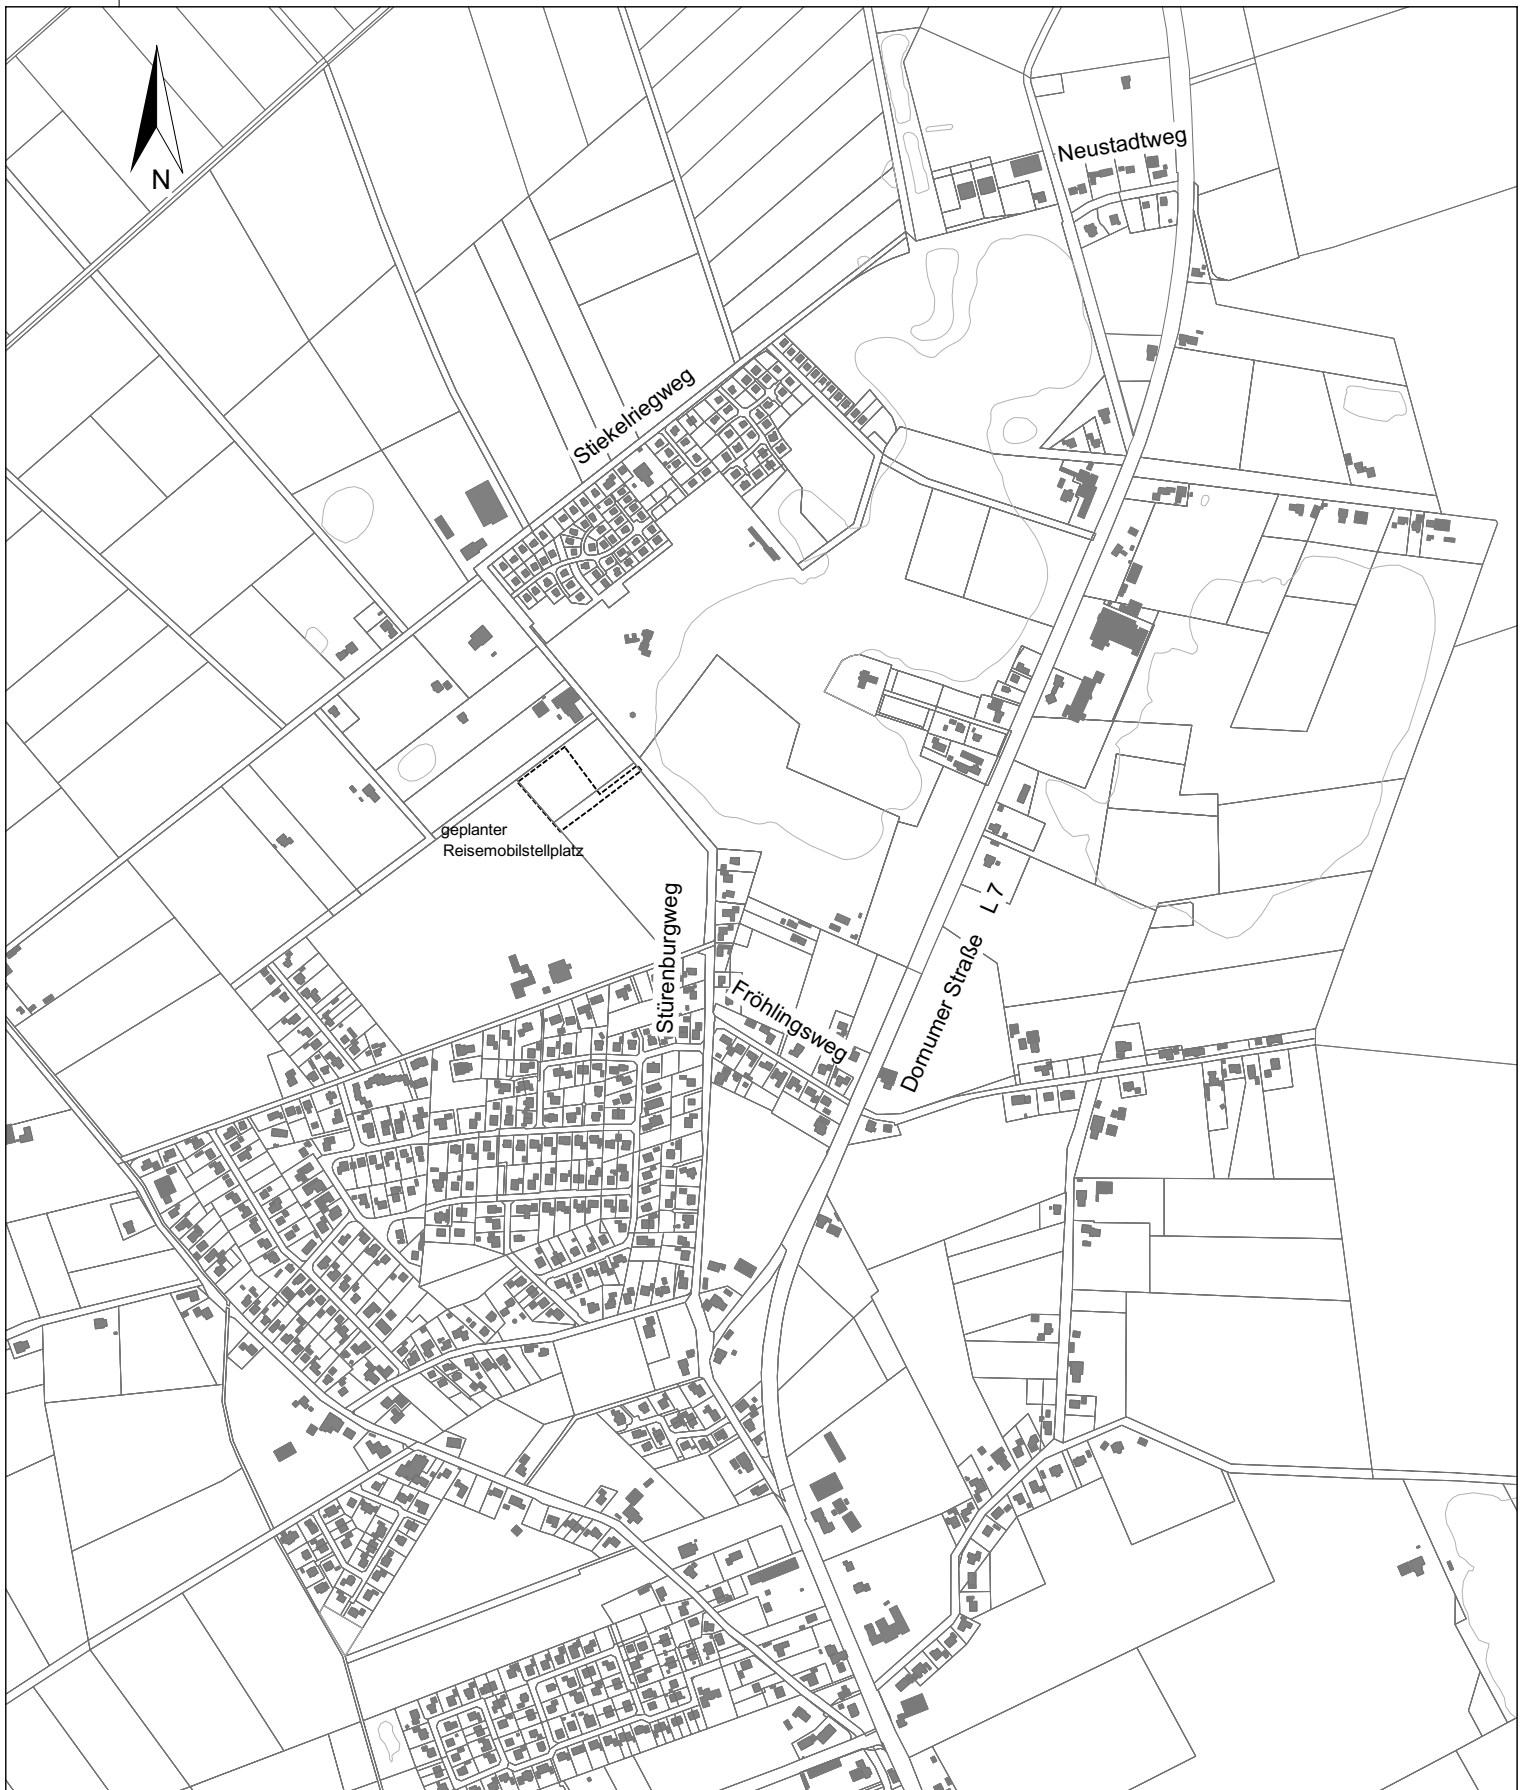 N
Neustadtweg
Stiekelriegweg
geplanter
Reisemobilstellplatz
Stürenburgweg
Fröhlingsweg
Dornumer Straße L 7